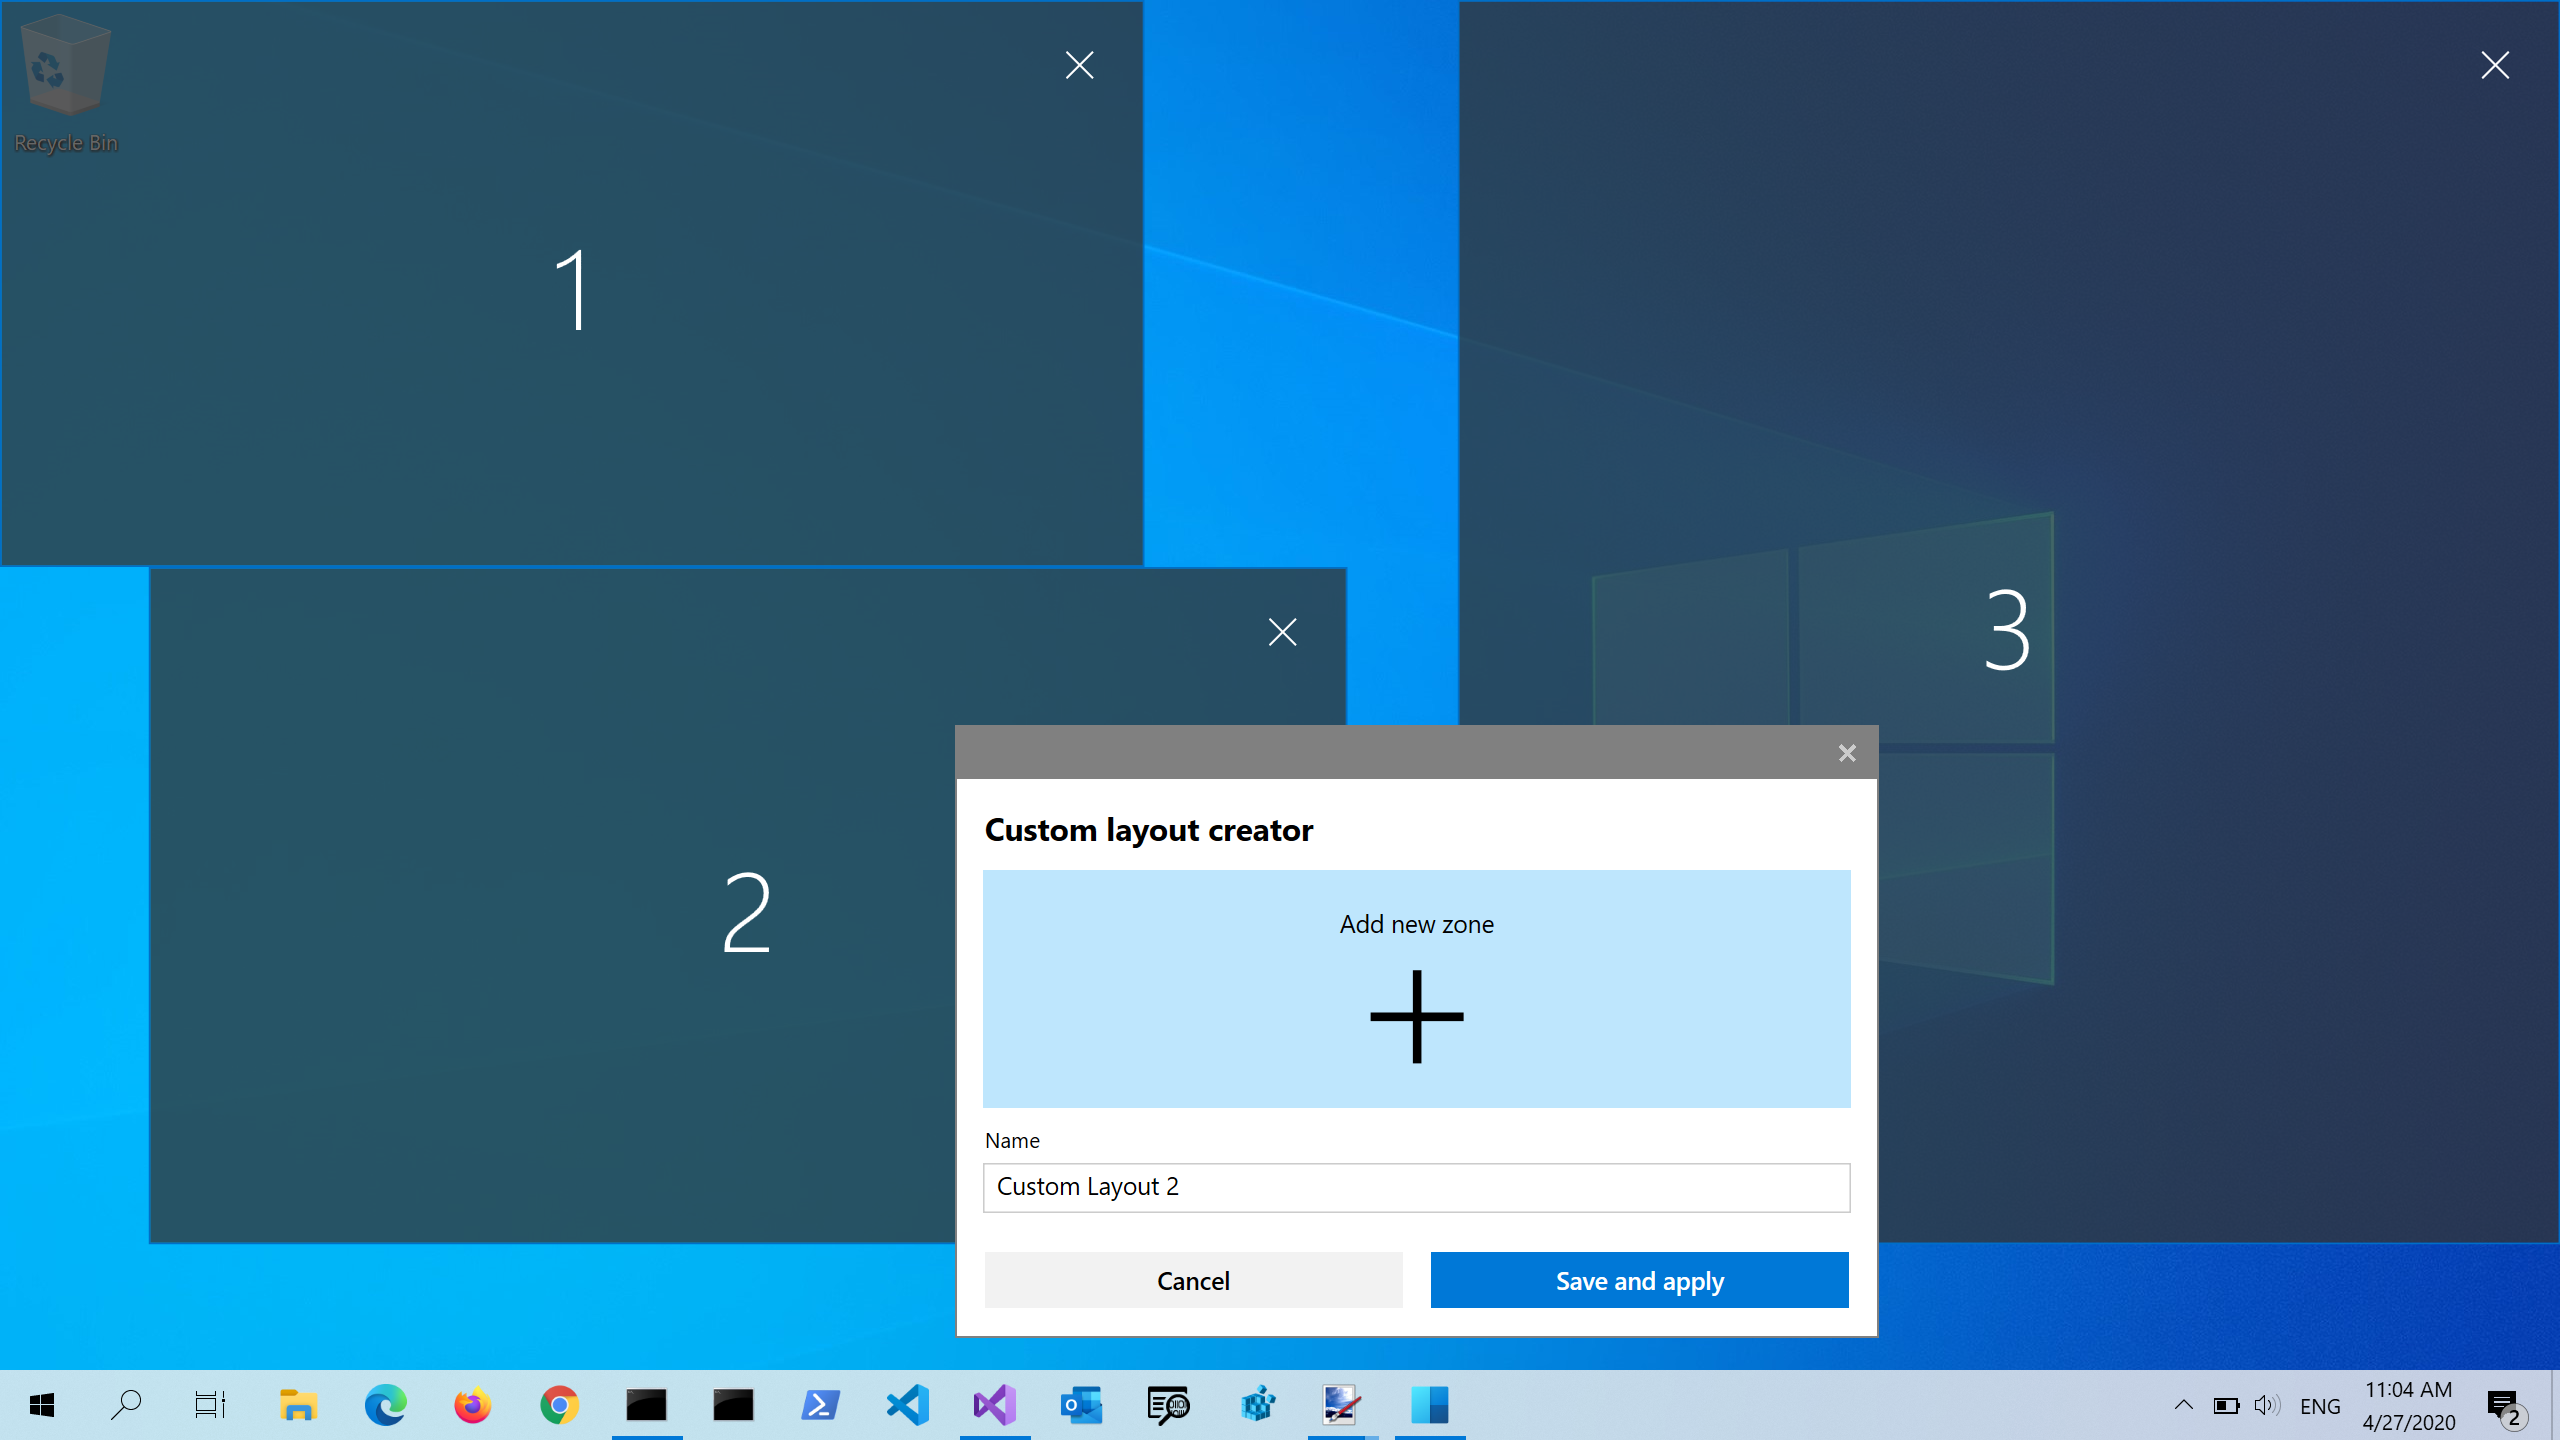 Recycle Bin
1
2
3
Custom layout creator
Add new zone
Name
Custom Layout 2
Cancel
Save and apply
ENG
11:04 AM
4/27/2020
2